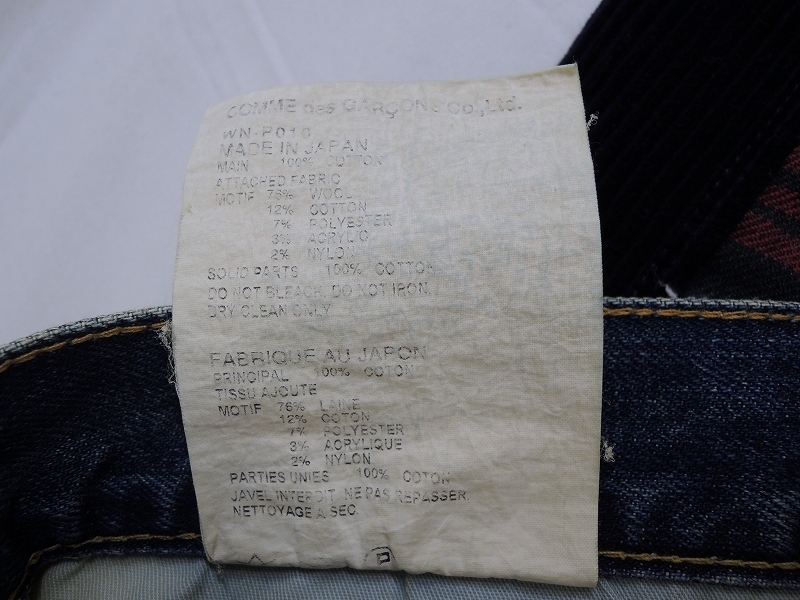 COMME des GARÇONS Co.,Ltd.
WN-P018
MADE IN JAPAN
MAIN 100% COTTON
ATTACHED FABRIC
MOTIF 76% WOOL
12% COTTON
7% POLYESTER
3% ACRYLIC
2% NYLON
SOLID PARTS 100% COTTON
DO NOT BLEACH. DO NOT IRON.
DRY CLEAN ONLY
FABRIQUE AU JAPON
PRINCIPAL 100% COTON
TISSU AJOUTE
MOTIF 76% LAINE
12% COTON
7% POLYESTER
3% ACRYLIQUE
2% NYLON
PARTIES UNIES 100% COTON
JAVEL INTERDIT. NE PAS REPASSER.
NETTOYAGE A SEC.